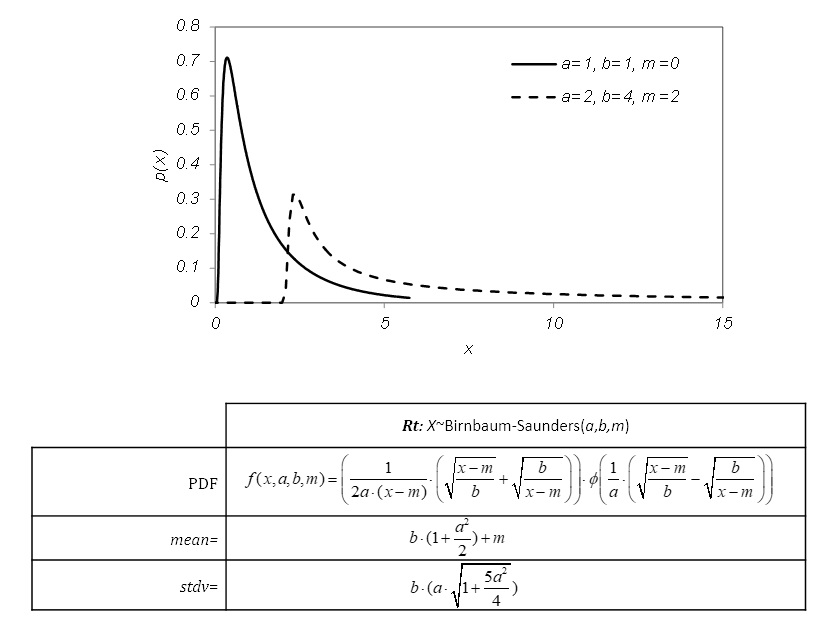 0.8
0.7
0.6
0.5
0.4
0.3
0.2
0.1
0
p(x)
a=1, b=1, m=0
a=2, b=4, m=2
0 5 10 15
x
Rt: X~Birnbaum-Saunders(a,b,m)
PDF f(x,a,b,m)=(1/(2a·(x−m))·(√((x−m)/b)+√(b/(x−m))))·ϕ(1/a·(√((x−m)/b)−√(b/(x−m))))
mean= b·(1+a²/2)+m
stdv= b·(a·√(1+5a²/4))